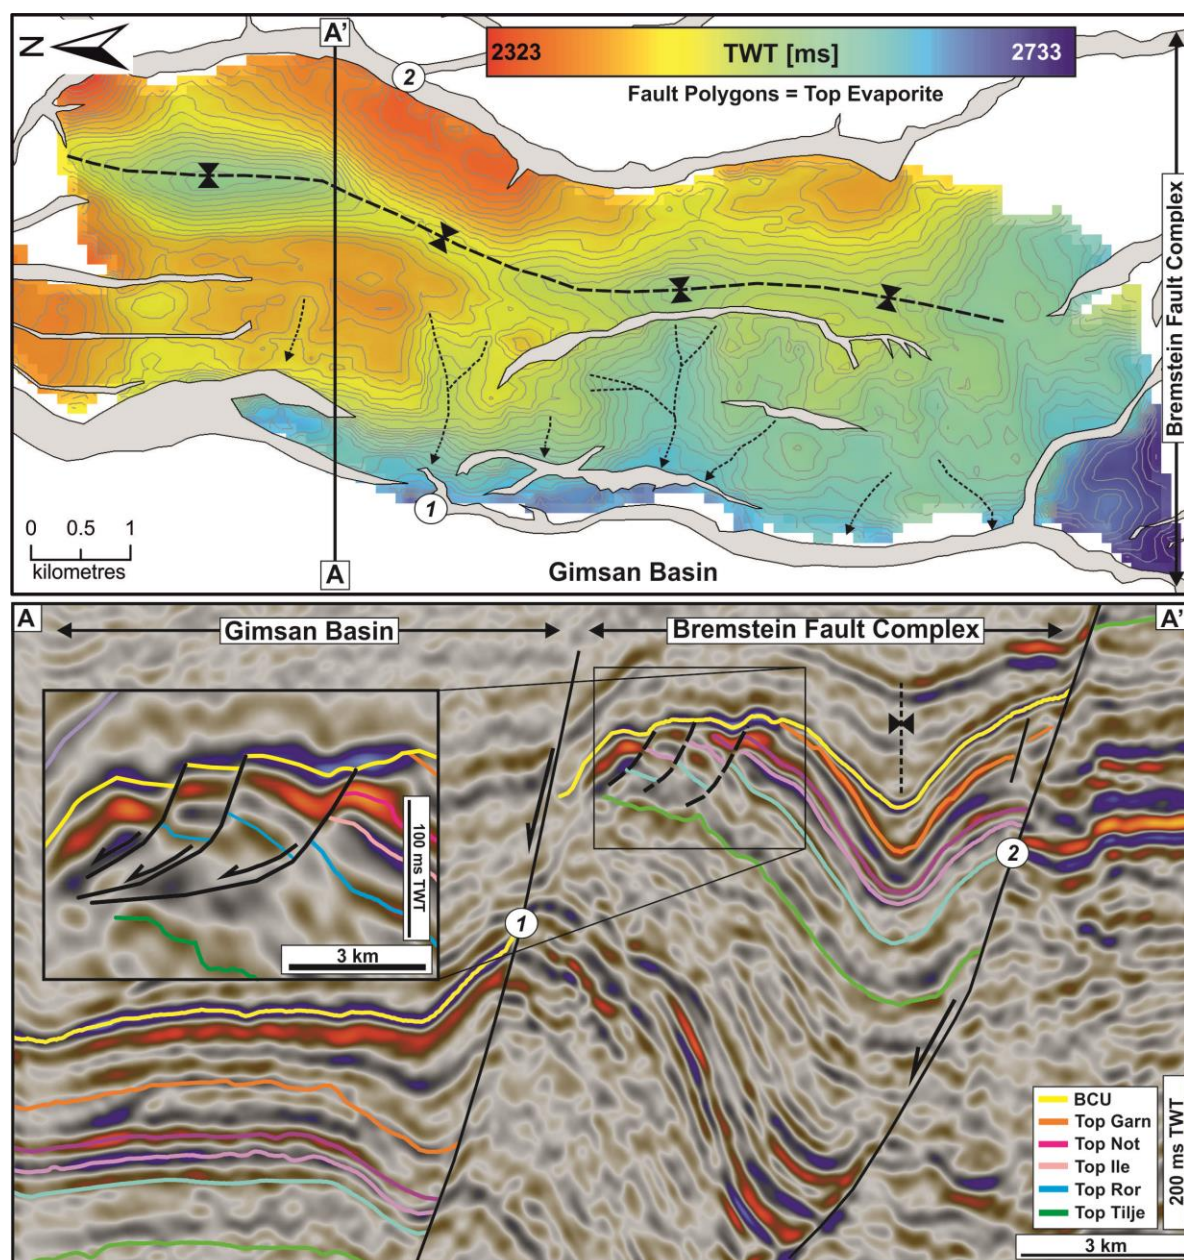 N
A'
2
2323 TWT [ms] 2733
Fault Polygons = Top Evaporite
Bremstein Fault Complex
1
0 0.5 1
kilometres
A
Gimsan Basin
A
Gimsan Basin
Bremstein Fault Complex
A'
100 ms TWT
3 km
1
2
BCU
Top Garn
Top Not
Top Ile
Top Ror
Top Tilje
200 ms TWT
3 km